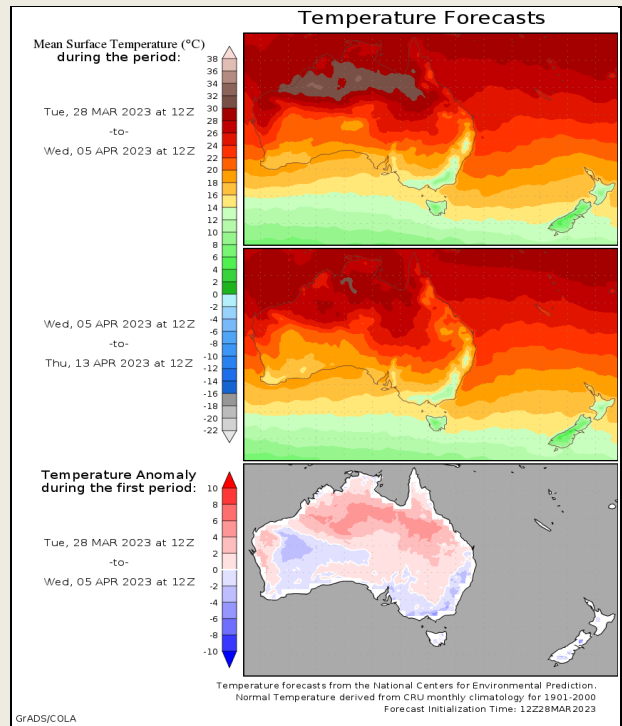 Temperature Forecasts
Mean Surface Temperature (°C)
during the period:
Tue, 28 MAR 2023 at 12Z
-to-
Wed, 05 APR 2023 at 12Z
38
36
34
32
30
28
26
24
22
20
18
16
14
12
10
8
6
4
2
0
-2
-4
-6
-8
-10
-12
-14
-16
-18
-20
-22
Wed, 05 APR 2023 at 12Z
-to-
Thu, 13 APR 2023 at 12Z
Temperature Anomaly
during the first period:
Tue, 28 MAR 2023 at 12Z
-to-
Wed, 05 APR 2023 at 12Z
10
8
6
4
2
0
-2
-4
-6
-8
-10
Temperature forecasts from the National Centers for Environmental Prediction.
Normal Temperature derived from CRU monthly climatology for 1901-2000
Forecast Initialization Time: 12Z28MAR2023
GrADS/COLA